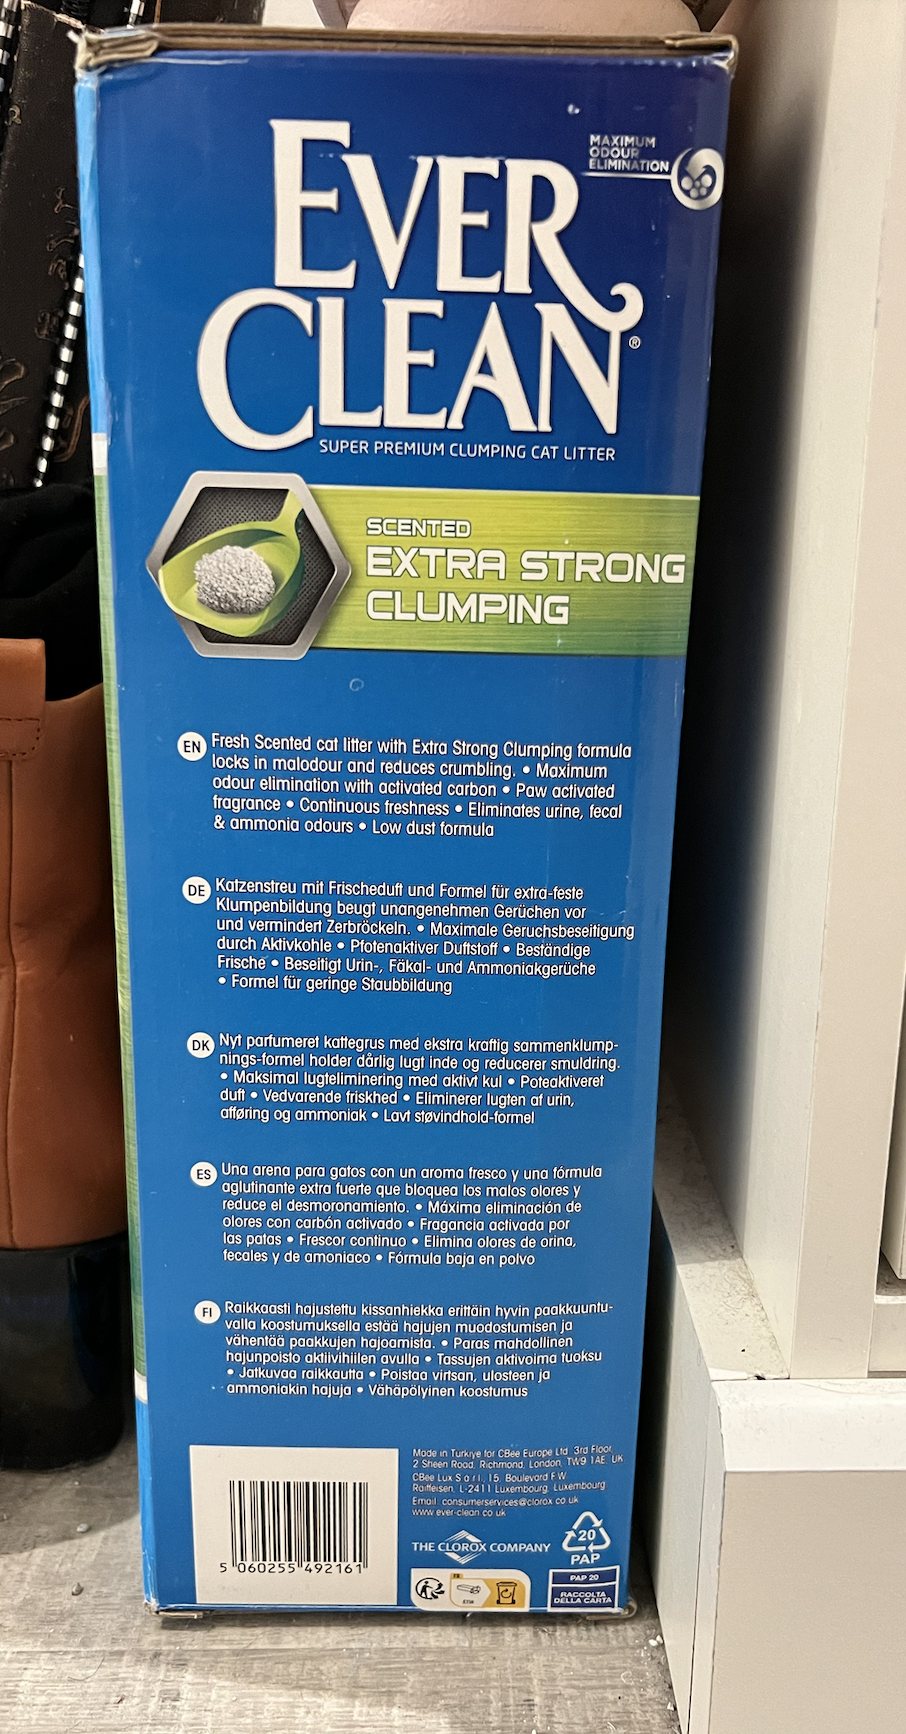 MAXIMUM
ODOUR
ELIMINATION
EVER
CLEAN®
SUPER PREMIUM CLUMPING CAT LITTER
SCENTED
EXTRA STRONG
CLUMPING
EN Fresh Scented cat litter with Extra Strong Clumping formula
locks in malodour and reduces crumbling. • Maximum
odour elimination with activated carbon • Paw activated
fragrance • Continuous freshness • Eliminates urine, fecal
& ammonia odours • Low dust formula
DE Katzenstreu mit Frischeduft und Formel für extra-feste
Klumpenbildung beugt unangenehmen Gerüchen vor
und vermindert Zerbröckeln. • Maximale Geruchsbeseitigung
durch Aktivkohle • Pfotenaktiver Duftstoff • Beständige
Frische • Beseitigt Urin-, Fäkal- und Ammoniakgerüche
• Formel für geringe Staubbildung
DK Nyt parfumeret kattegrus med ekstra kraftig sammenklump-
nings-formel holder dårlig lugt inde og reducerer smuldring.
• Maksimal lugteliminering med aktivt kul • Poteaktiveret
duft • Vedvarende friskhed • Eliminerer lugten af urin,
afføring og ammoniak • Lavt støvindhold-formel
ES Una arena para gatos con un aroma fresco y una fórmula
aglutinante extra fuerte que bloquea los malos olores y
reduce el desmoronamiento. • Máxima eliminación de
olores con carbón activado • Fragancia activada por
las patas • Frescor continuo • Elimina olores de orina,
fecales y de amoniaco • Fórmula baja en polvo
FI Raikkaasti hajustettu kissanhiekka erittäin hyvin paakkuuntu-
valla koostumuksella estää hajujen muodostumisen ja
vähentää paakkujen hajoamista. • Paras mahdollinen
hajunpoisto aktiivihiilen avulla • Tassujen aktivoima tuoksu
• Jatkuvaa raikkautta • Poistaa virtsan, ulosteen ja
ammoniakin hajuja • Vähäpölyinen koostumus
Made in Türkiye for CBee Europe Ltd 3rd Floor,
2 Sheen Road, Richmond, London, TW9 1AE UK
CBee Lux S.a r.l., 15, Boulevard F.W.
Raiffeisen, L-2411 Luxembourg, Luxembourg
Email: consumerservices@clorox.co.uk
www.ever-clean.co.uk
THE CLOROX COMPANY
20
PAP
5 060255 492161
FR
PAP 20
RACCOLTA
DELLA CARTA